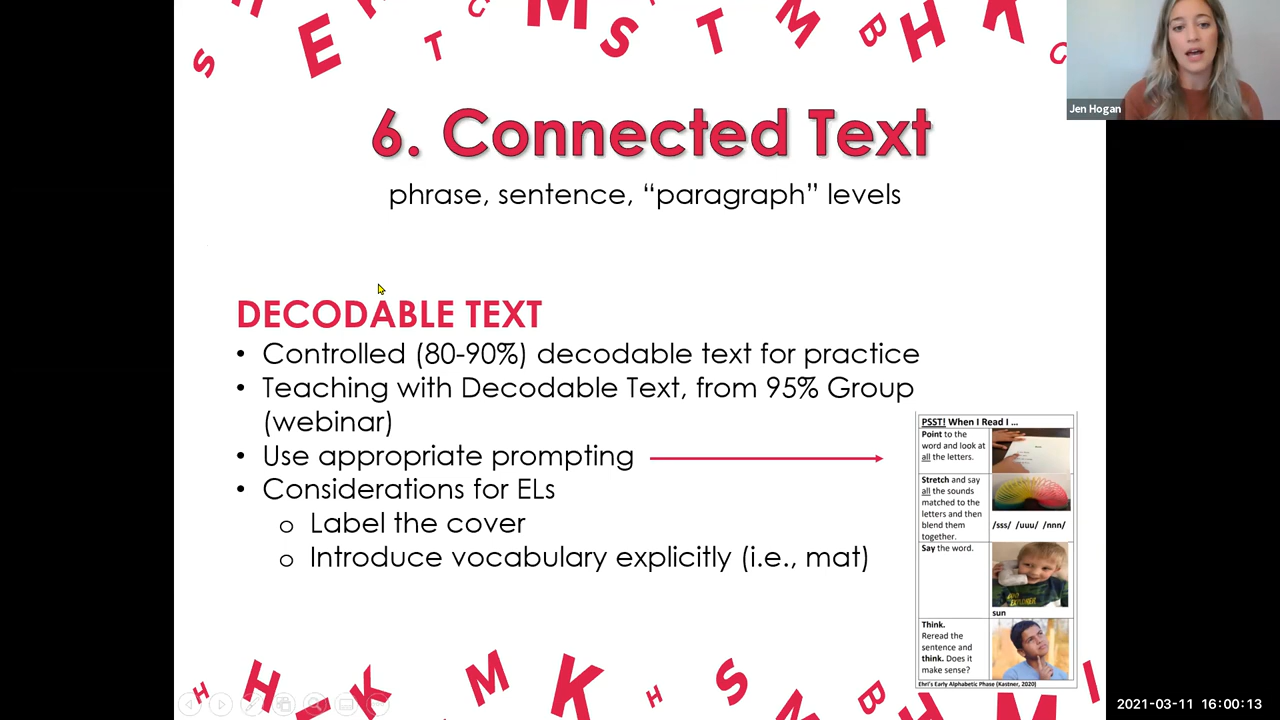 6. Connected Text
phrase, sentence, “paragraph” levels
DECODABLE TEXT
• Controlled (80-90%) decodable text for practice
• Teaching with Decodable Text, from 95% Group
(webinar)
• Use appropriate prompting
• Considerations for ELs
o Label the cover
o Introduce vocabulary explicitly (i.e., mat)
PSST! When I Read I ...
Point to the
word and look at
all the letters.
Stretch and say
all the sounds
matched to the
letters and then
blend them
together.
/sss/ /uuu/ /nnn/
Say the word.
sun
Think.
Reread the
sentence and
think. Does it
make sense?
Ehri's Early Alphabetic Phase (Kastner, 2020)
Jen Hogan
2021-03-11 16:00:13